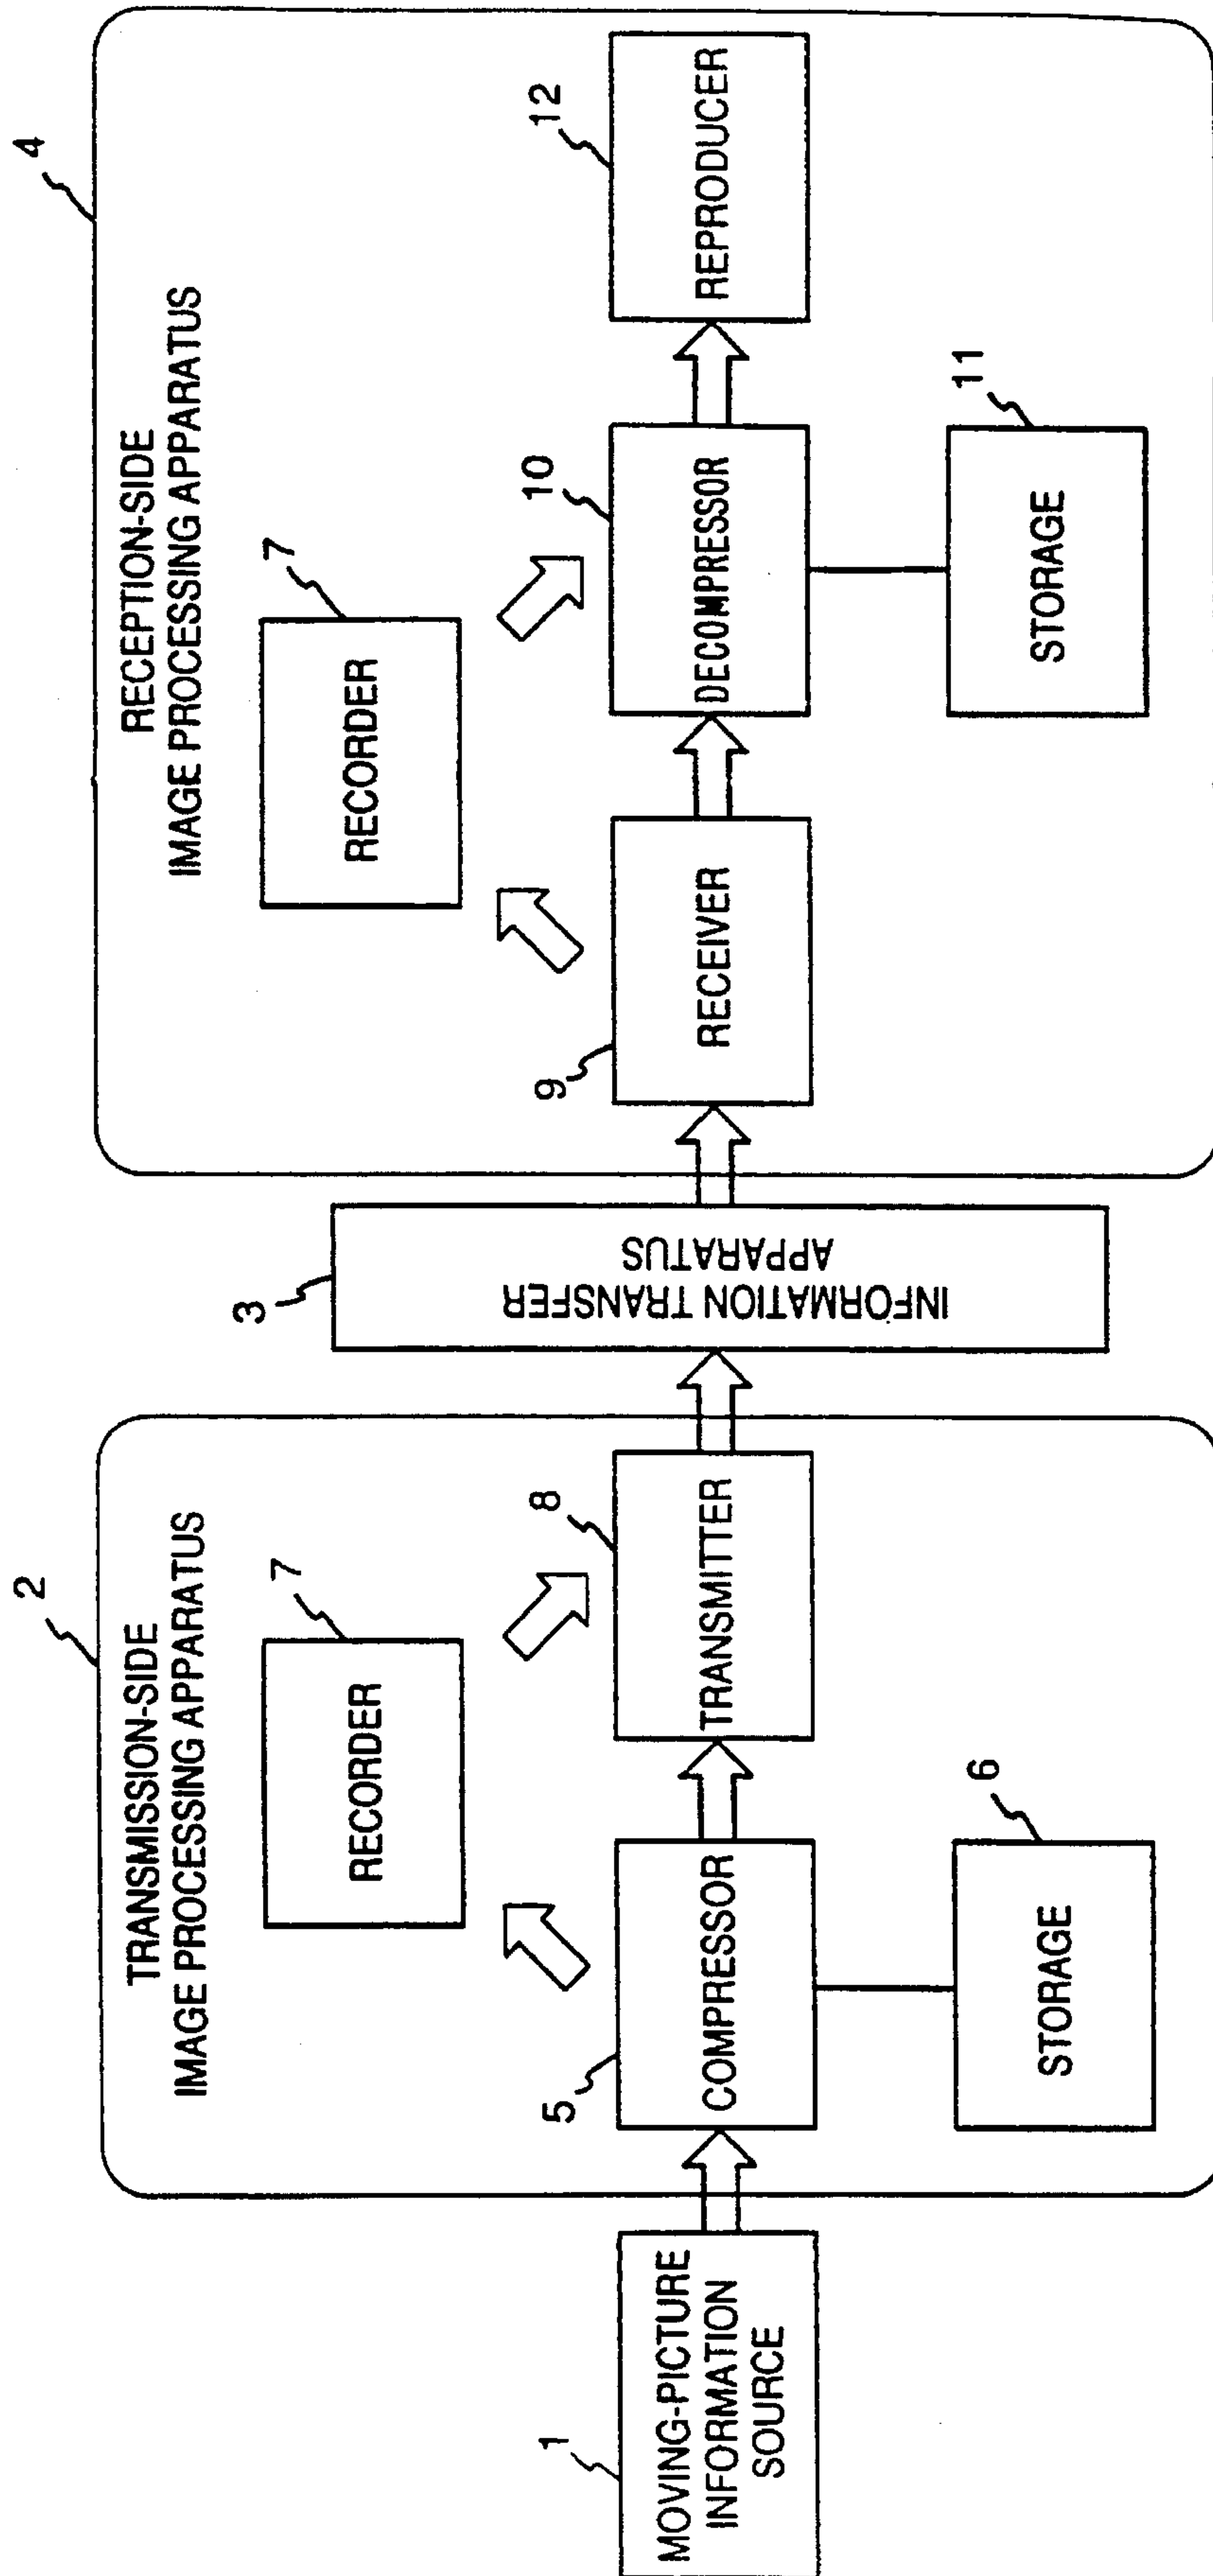 1
MOVING-PICTURE
INFORMATION
SOURCE
2
TRANSMISSION-SIDE
IMAGE PROCESSING APPARATUS
7
RECORDER
5
COMPRESSOR
8
TRANSMITTER
6
STORAGE
3
INFORMATION TRANSFER
APPARATUS
4
RECEPTION-SIDE
IMAGE PROCESSING APPARATUS
7
RECORDER
9
RECEIVER
10
DECOMPRESSOR
12
REPRODUCER
11
STORAGE